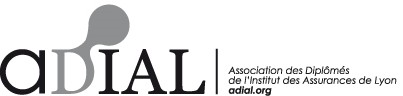 aDIAL
Association des Diplômés
de l'Institut des Assurances de Lyon
adial.org